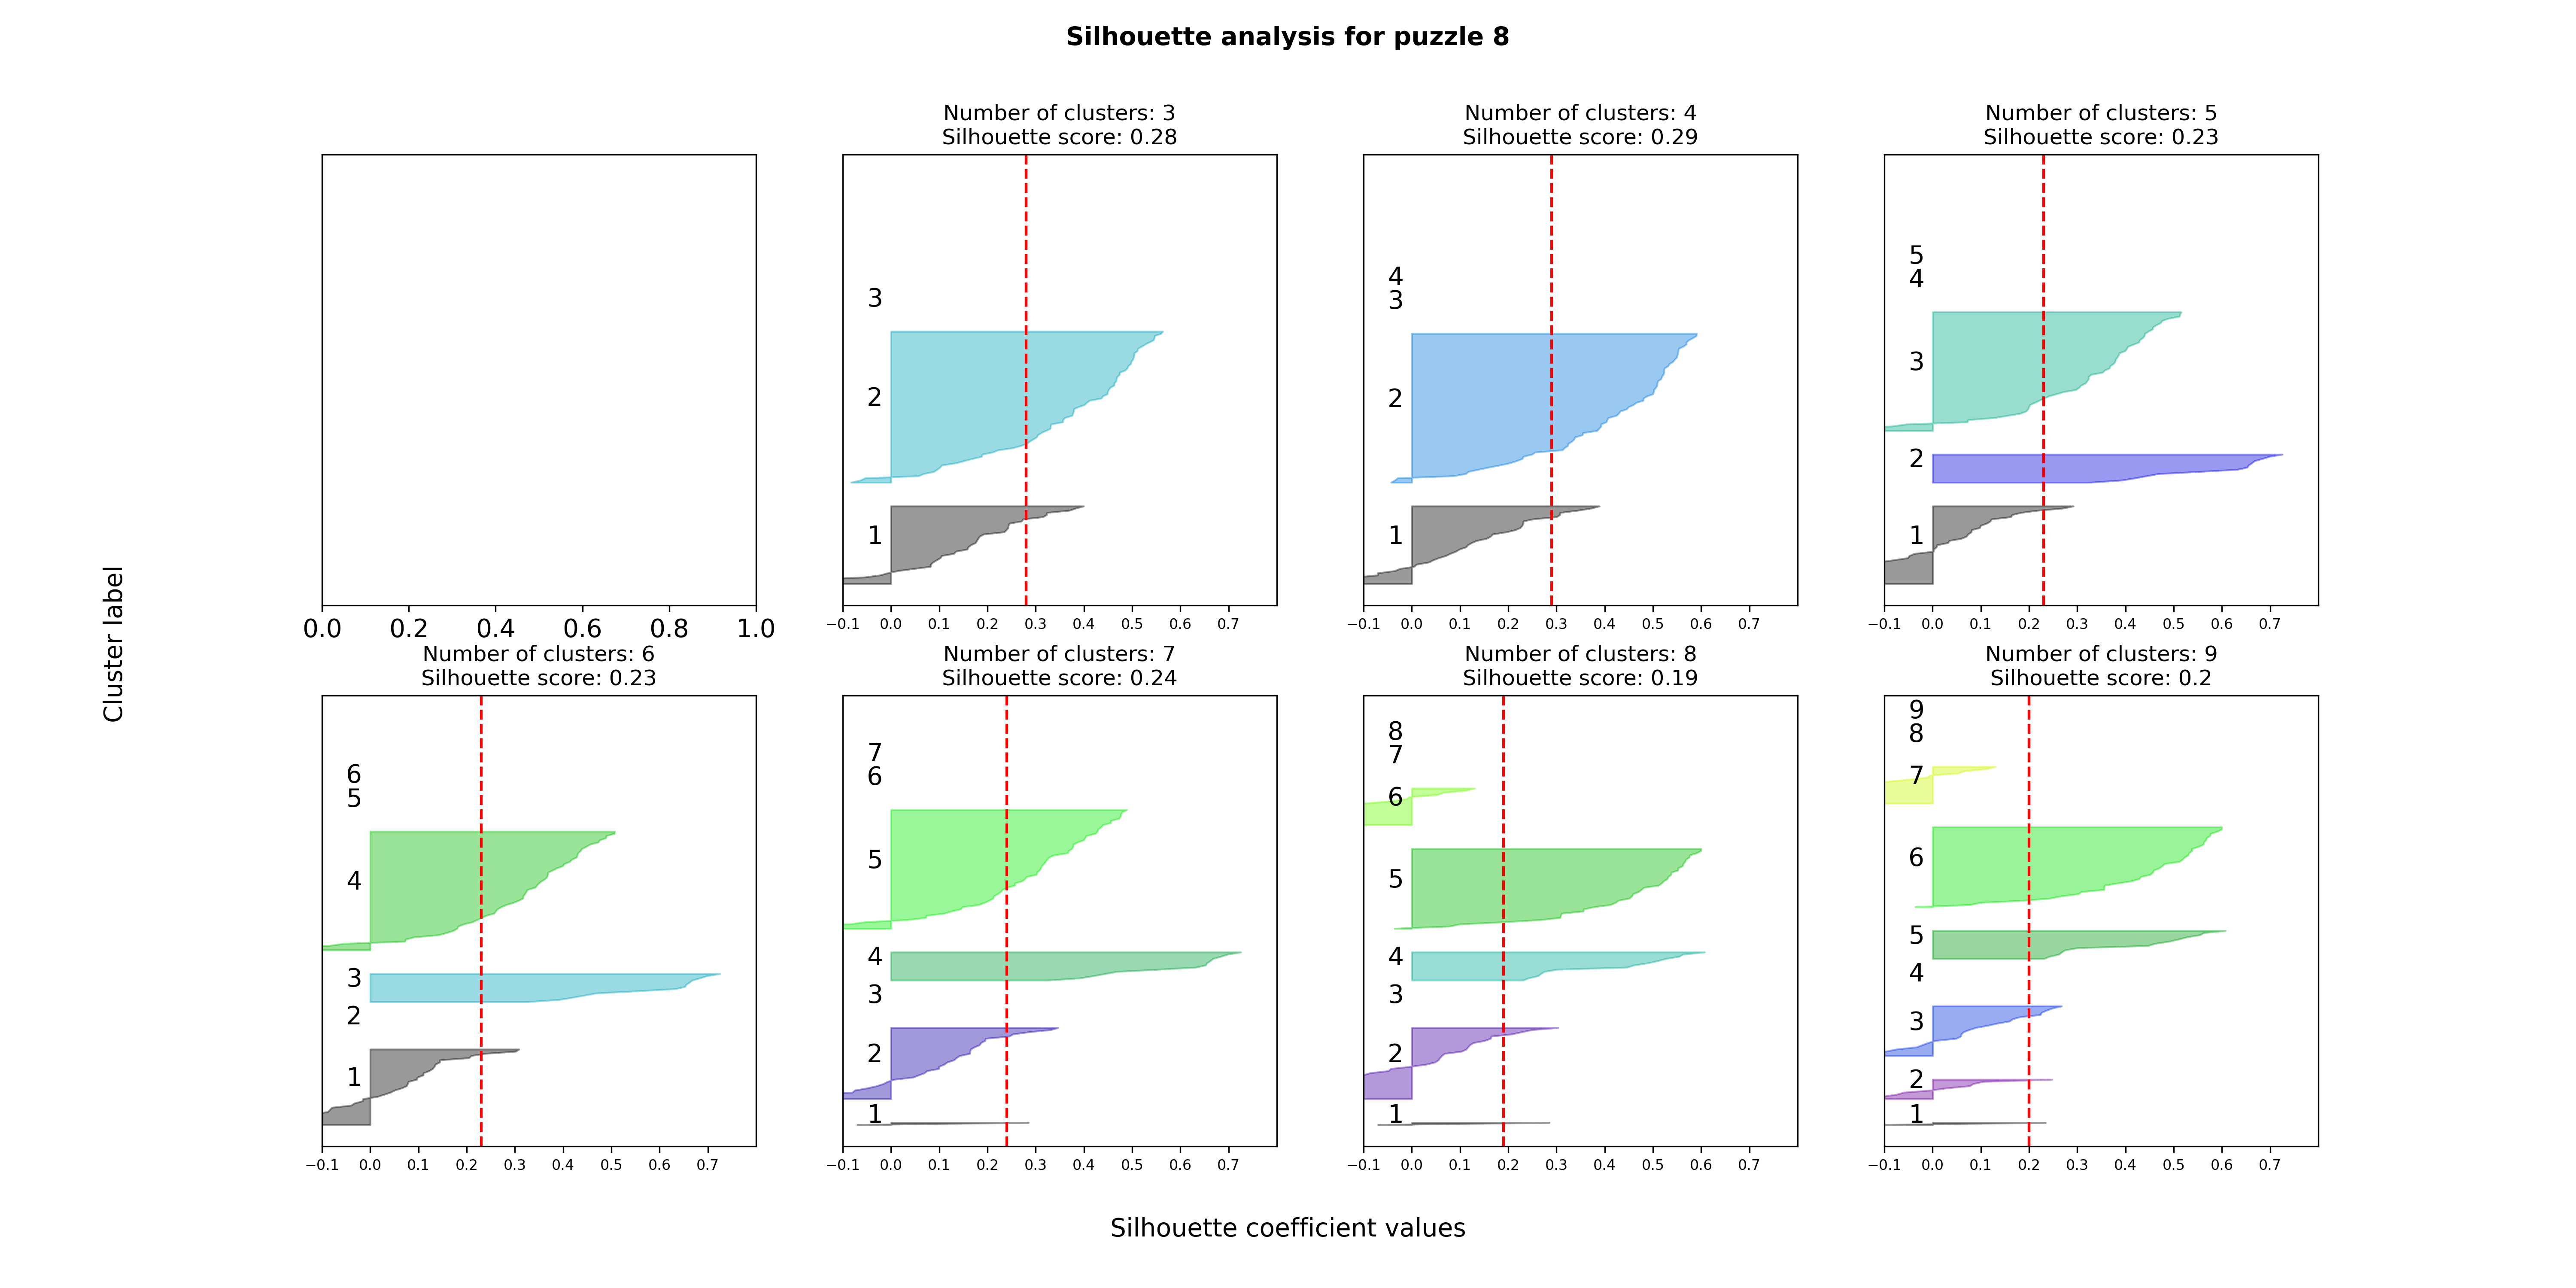 Silhouette analysis for puzzle 8
Number of clusters: 3
Silhouette score: 0.28
Number of clusters: 4
Silhouette score: 0.29
Number of clusters: 5
Silhouette score: 0.23
0.0 0.2 0.4 0.6 0.8 1.0
3
2
1
−0.1 0.0 0.1 0.2 0.3 0.4 0.5 0.6 0.7
4
3
2
1
−0.1 0.0 0.1 0.2 0.3 0.4 0.5 0.6 0.7
5
4
3
2
1
−0.1 0.0 0.1 0.2 0.3 0.4 0.5 0.6 0.7
Cluster label
Number of clusters: 6
Silhouette score: 0.23
6
5
4
3
2
1
−0.1 0.0 0.1 0.2 0.3 0.4 0.5 0.6 0.7
Number of clusters: 7
Silhouette score: 0.24
7
6
5
4
3
2
1
−0.1 0.0 0.1 0.2 0.3 0.4 0.5 0.6 0.7
Number of clusters: 8
Silhouette score: 0.19
8
7
6
5
4
3
2
1
−0.1 0.0 0.1 0.2 0.3 0.4 0.5 0.6 0.7
Number of clusters: 9
Silhouette score: 0.2
9
8
7
6
5
4
3
2
1
−0.1 0.0 0.1 0.2 0.3 0.4 0.5 0.6 0.7
Silhouette coefficient values